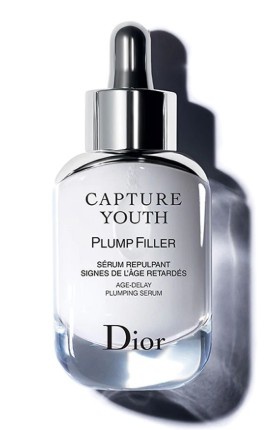 CAPTURE
YOUTH
PLUMP FILLER
SÉRUM REPULPANT
SIGNES DE L'ÂGE RETARDÉS
AGE-DELAY
PLUMPING SERUM
Dior